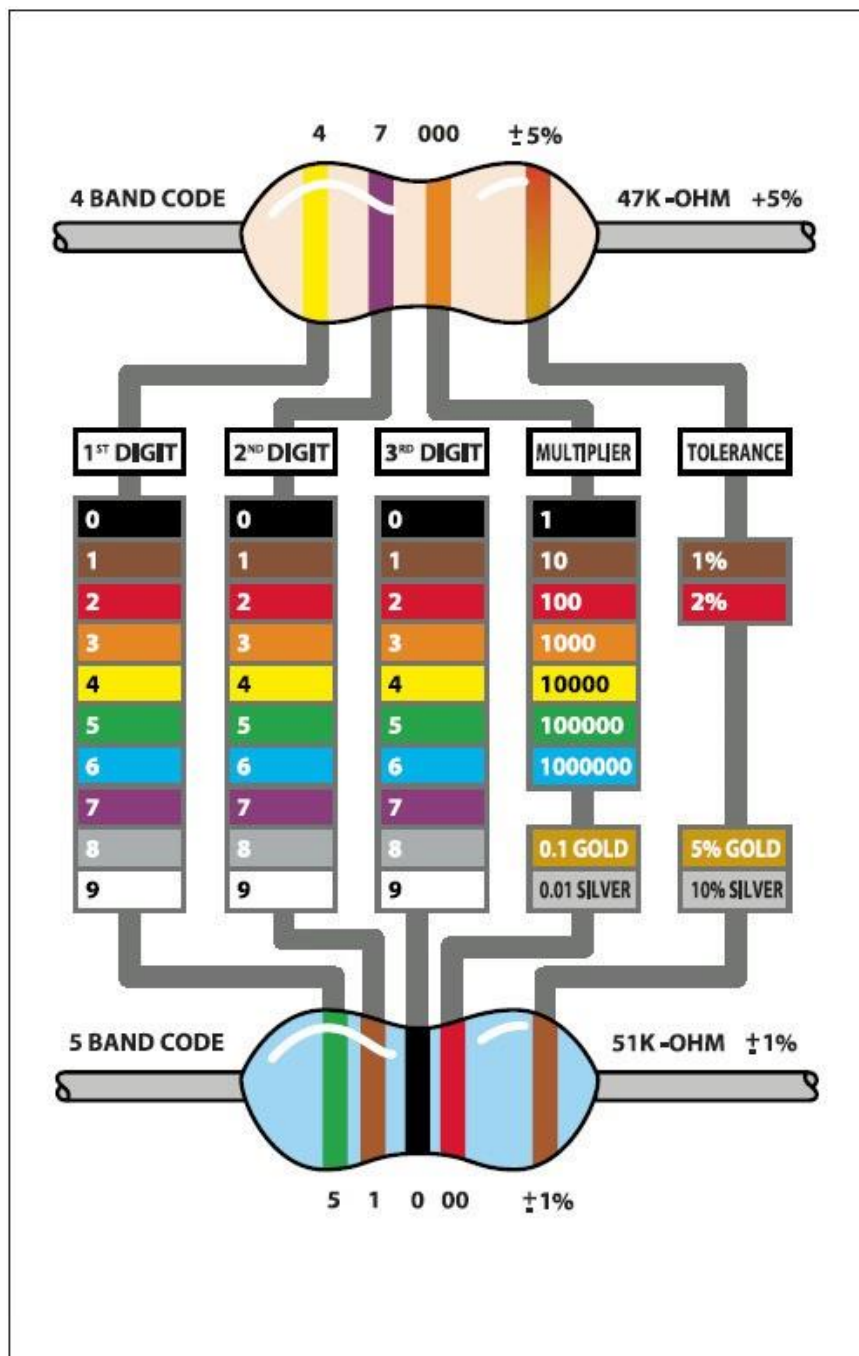 4 7 000 ±5%
4 BAND CODE 47K-OHM +5%
1ST DIGIT 2ND DIGIT 3RD DIGIT MULTIPLIER TOLERANCE
0 0 0 1
1 1 1 10 1%
2 2 2 100 2%
3 3 3 1000
4 4 4 10000
5 5 5 100000
6 6 6 1000000
7 7 7
8 8 8 0.1 GOLD 5% GOLD
9 9 9 0.01 SILVER 10% SILVER
5 BAND CODE 51K-OHM ±1%
5 1 0 00 ±1%